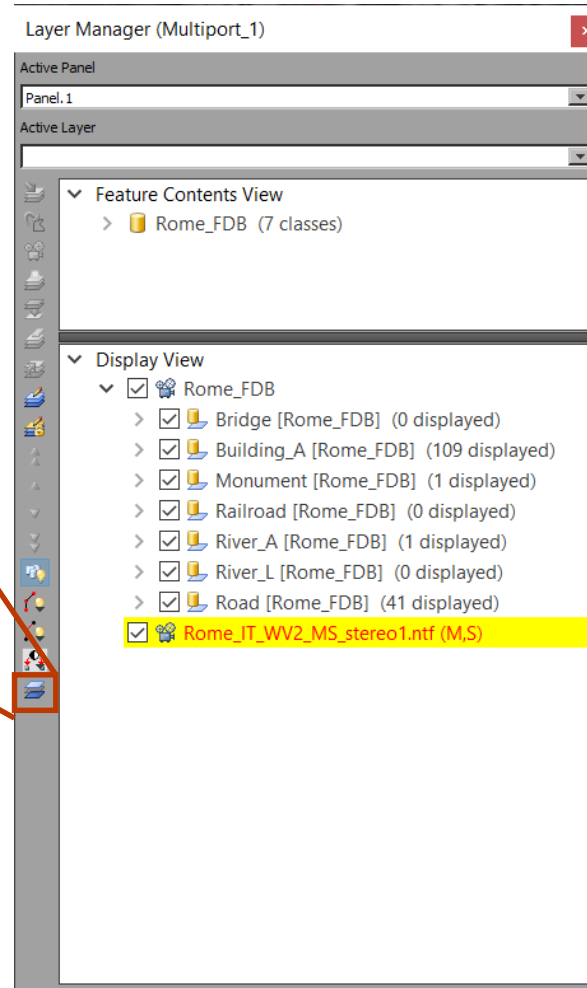 Layer Manager (Multiport_1)
Active Panel
Panel.1
Active Layer
Feature Contents View
Rome_FDB (7 classes)
Display View
Rome_FDB
Bridge [Rome_FDB] (0 displayed)
Building_A [Rome_FDB] (109 displayed)
Monument [Rome_FDB] (1 displayed)
Railroad [Rome_FDB] (0 displayed)
River_A [Rome_FDB] (1 displayed)
River_L [Rome_FDB] (0 displayed)
Road [Rome_FDB] (41 displayed)
Rome_IT_WV2_MS_stereo1.ntf (M,S)